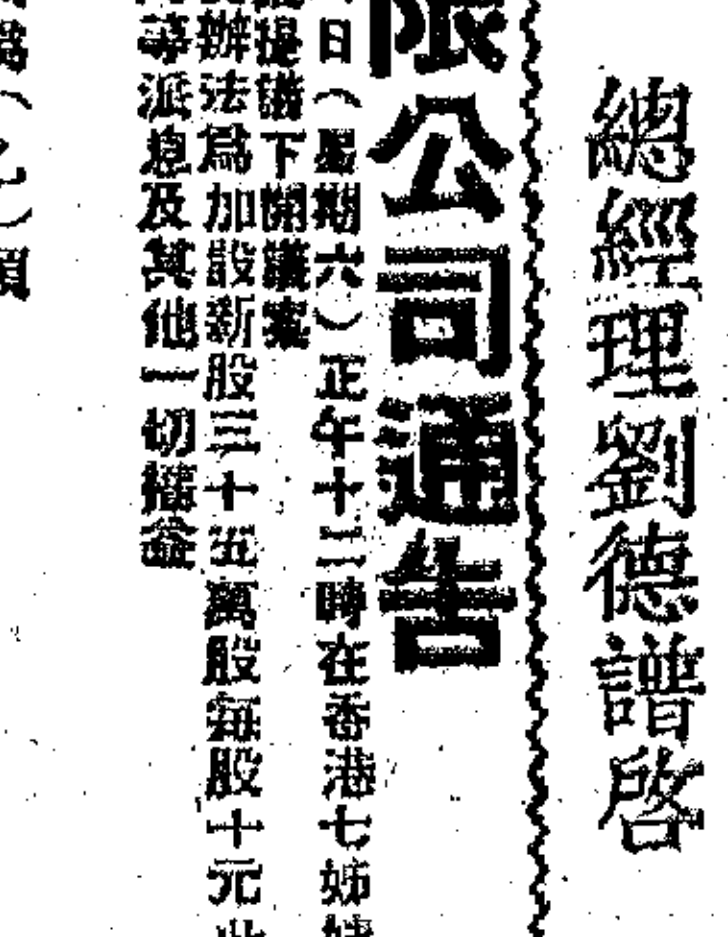 總經理劉德譜啓
限公司通告
日（星期六）正午十二時在香港七姊
提議下開議案
辦法爲加設新股三十五萬股每股十元
等派息及其他一切權益
乙）類